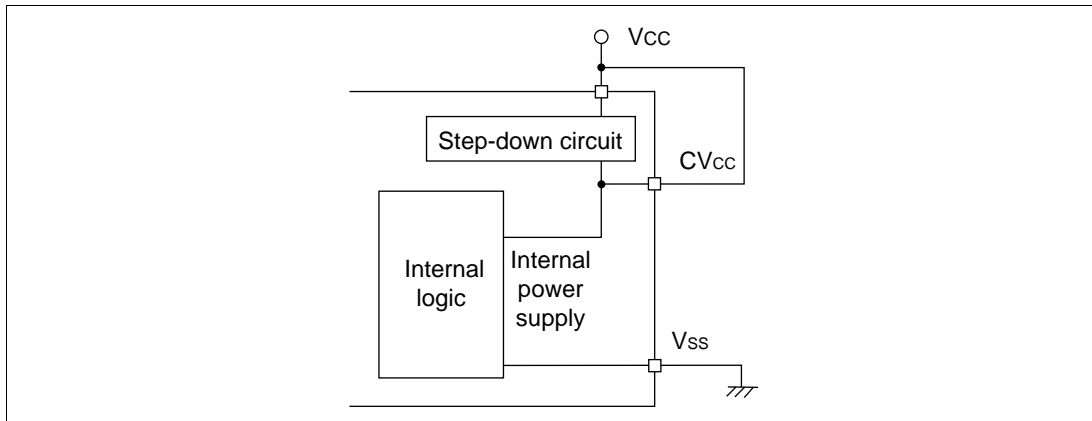 Vcc
Step-down circuit
CVcc
Internal
logic
Internal
power
supply
Vss